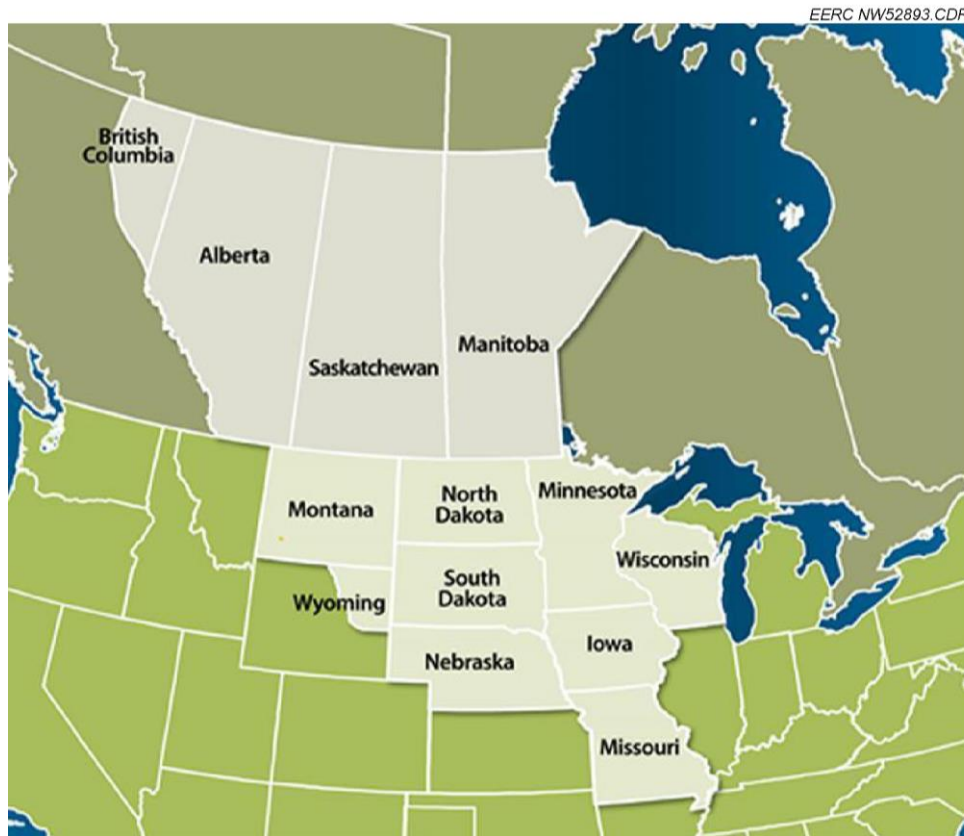 EERC NW52893.CDR
British
Columbia
Alberta
Saskatchewan
Manitoba
Montana
North
Dakota
Minnesota
Wisconsin
South
Dakota
Wyoming
Iowa
Nebraska
Missouri